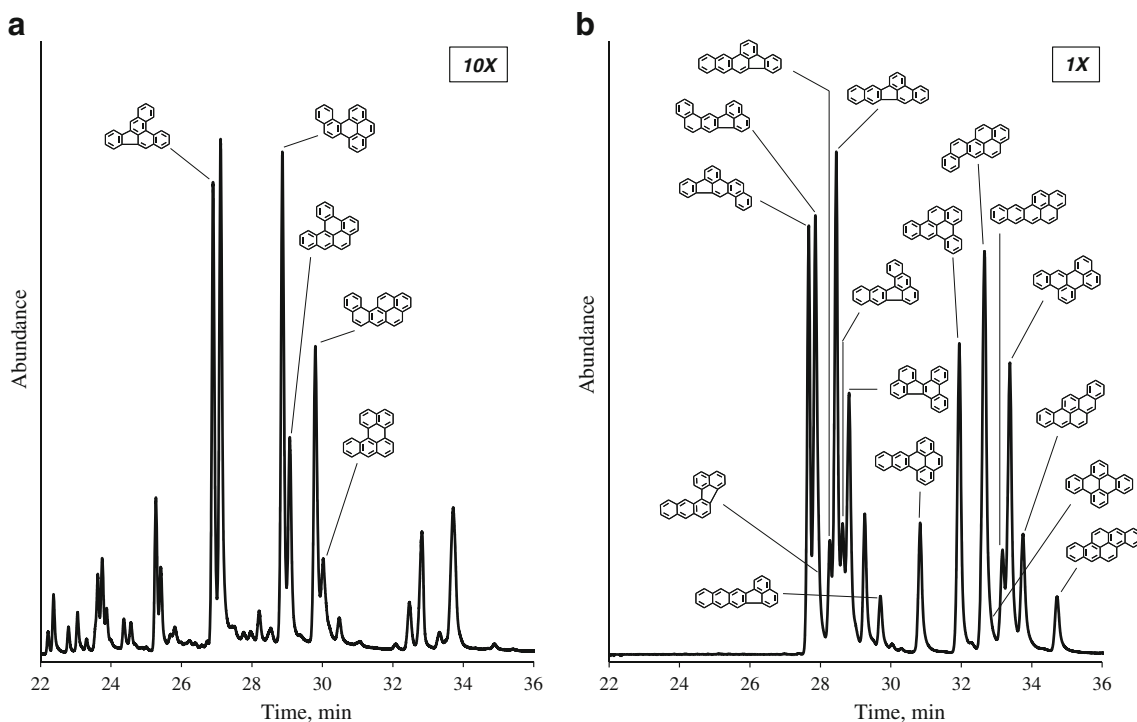 a
b
10X
1X
Abundance
Abundance
22 24 26 28 30 32 34 36
22 24 26 28 30 32 34 36
Time, min
Time, min